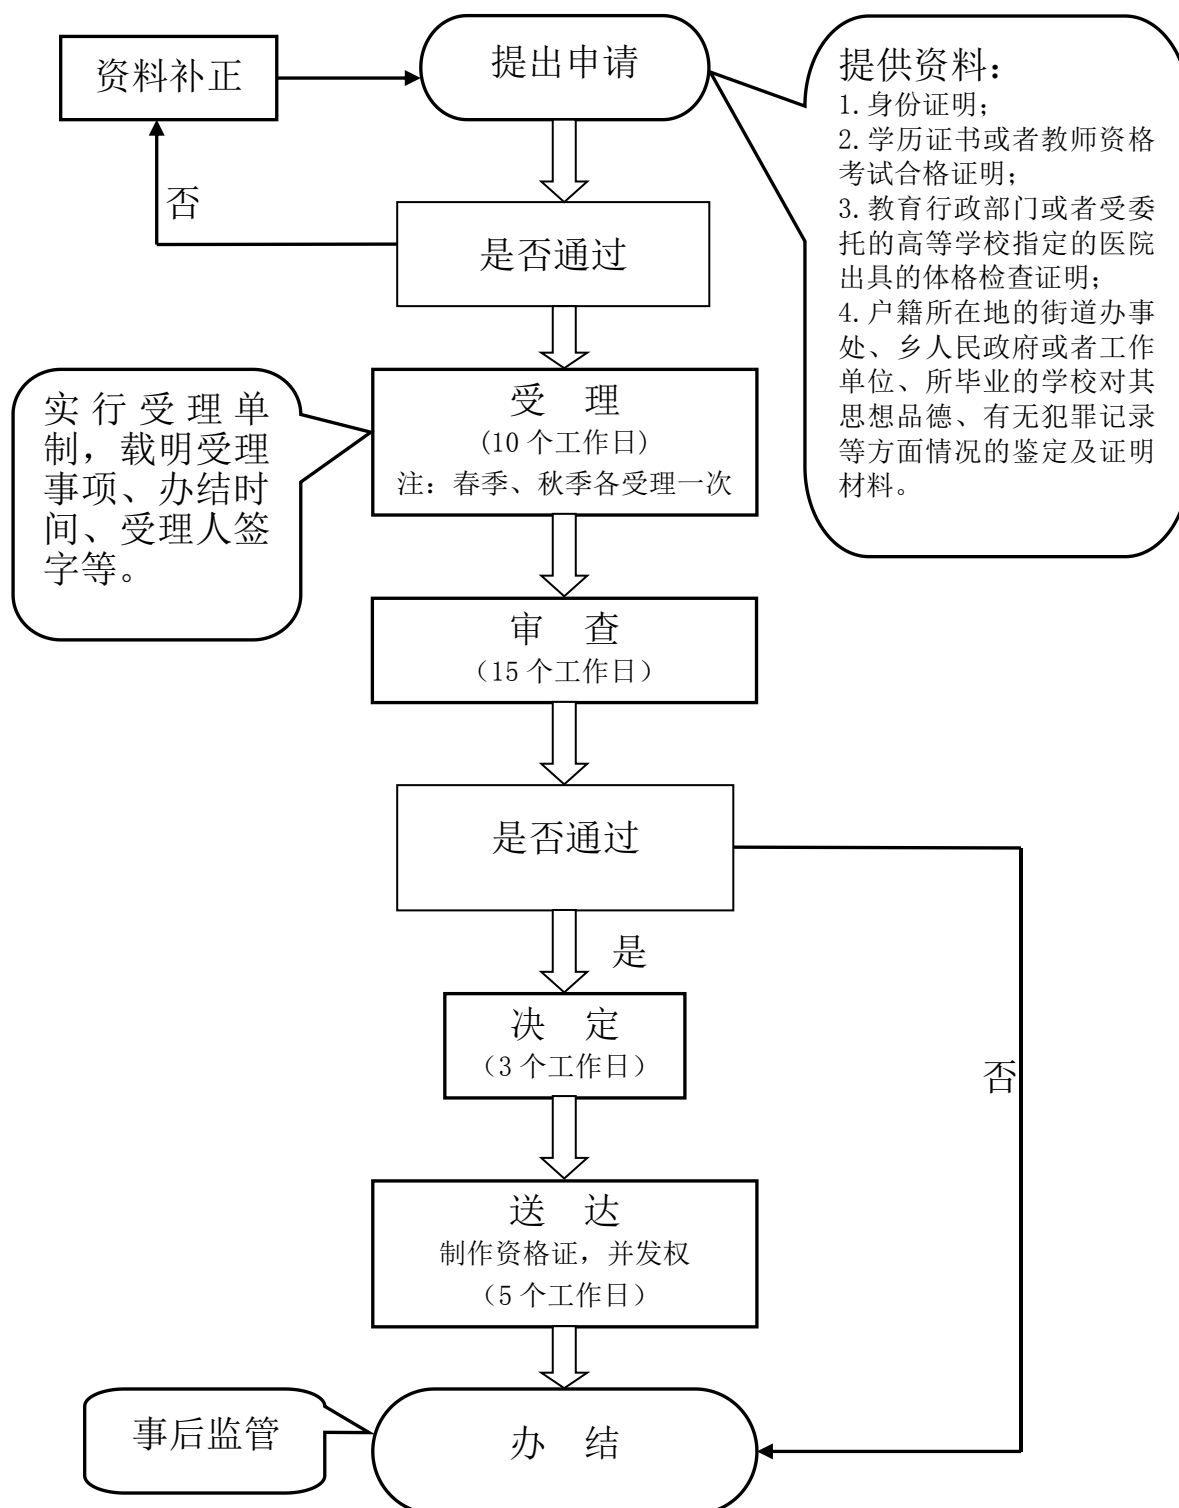 资料补正
提出申请
提供资料：
1.身份证明；
2.学历证书或者教师资格
考试合格证明；
3.教育行政部门或者受委
托的高等学校指定的医院
出具的体格检查证明；
4.户籍所在地的街道办事
处、乡人民政府或者工作
单位、所毕业的学校对其
思想品德、有无犯罪记录
等方面情况的鉴定及证明
材料。
否
是否通过
实行受理单
制，载明受理
事项、办结时
间、受理人签
字等。
受 理
(10个工作日)
注：春季、秋季各受理一次
审 查
（15个工作日）
是否通过
是
否
决 定
（3个工作日）
送 达
制作资格证，并发权
（5个工作日）
事后监管
办 结